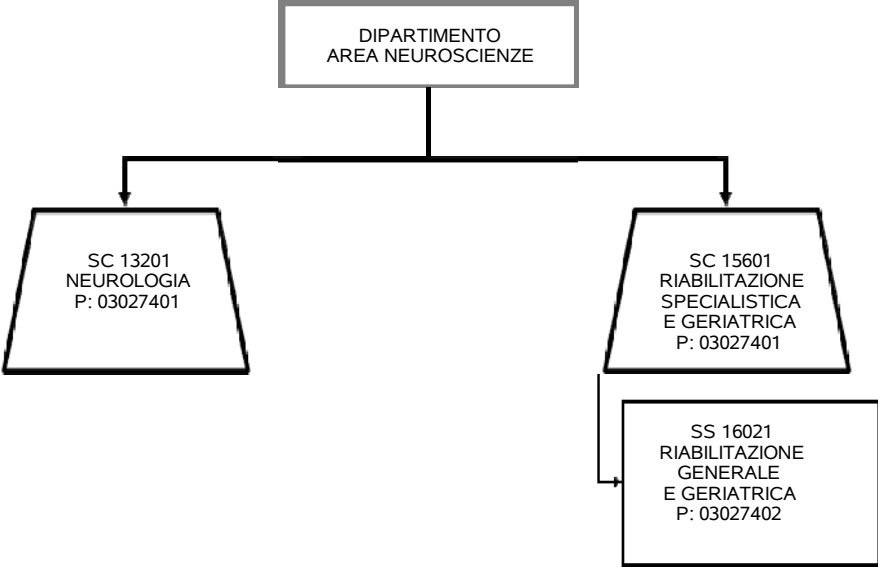 DIPARTIMENTO
AREA NEUROSCIENZE
SC 13201
NEUROLOGIA
P: 03027401
SC 15601
RIABILITAZIONE
SPECIALISTICA
E GERIATRICA
P: 03027401
SS 16021
RIABILITAZIONE
GENERALE
E GERIATRICA
P: 03027402